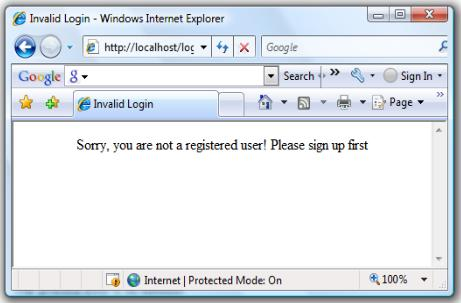 Invalid Login - Windows Internet Explorer
http://localhost/log
Google
Google
Search
Sign In
Invalid Login
Page
Sorry, you are not a registered user! Please sign up first
Internet | Protected Mode: On
100%